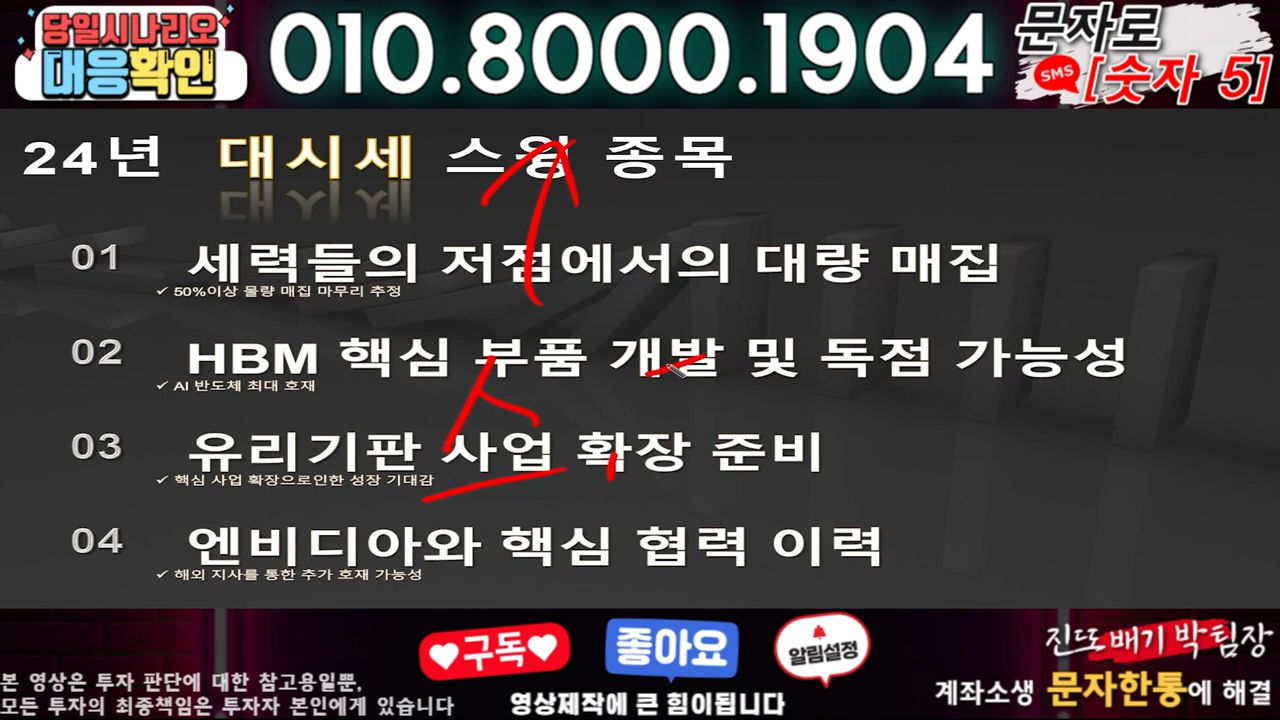 당일시나리오
대응확인
010.8000.1904
문자로
SMS [숫자 5]
24년 대시세 스윙 종목
01 세력들의 저점에서의 대량 매집
✓ 50%이상 물량 매집 마무리 추정
02 HBM 핵심 부품 개발 및 독점 가능성
✓ AI 반도체 최대 호재
03 유리기판 사업 확장 준비
✓ 핵심 사업 확장으로인한 성장 기대감
04 엔비디아와 핵심 협력 이력
✓ 해외 지사를 통한 추가 호재 가능성
본 영상은 투자 판단에 대한 참고용일뿐,
모든 투자의 최종책임은 투자자 본인에게 있습니다
구독
좋아요
알림설정
영상제작에 큰 힘이됩니다
진또배기 박팀장
계좌소생 문자한통에 해결